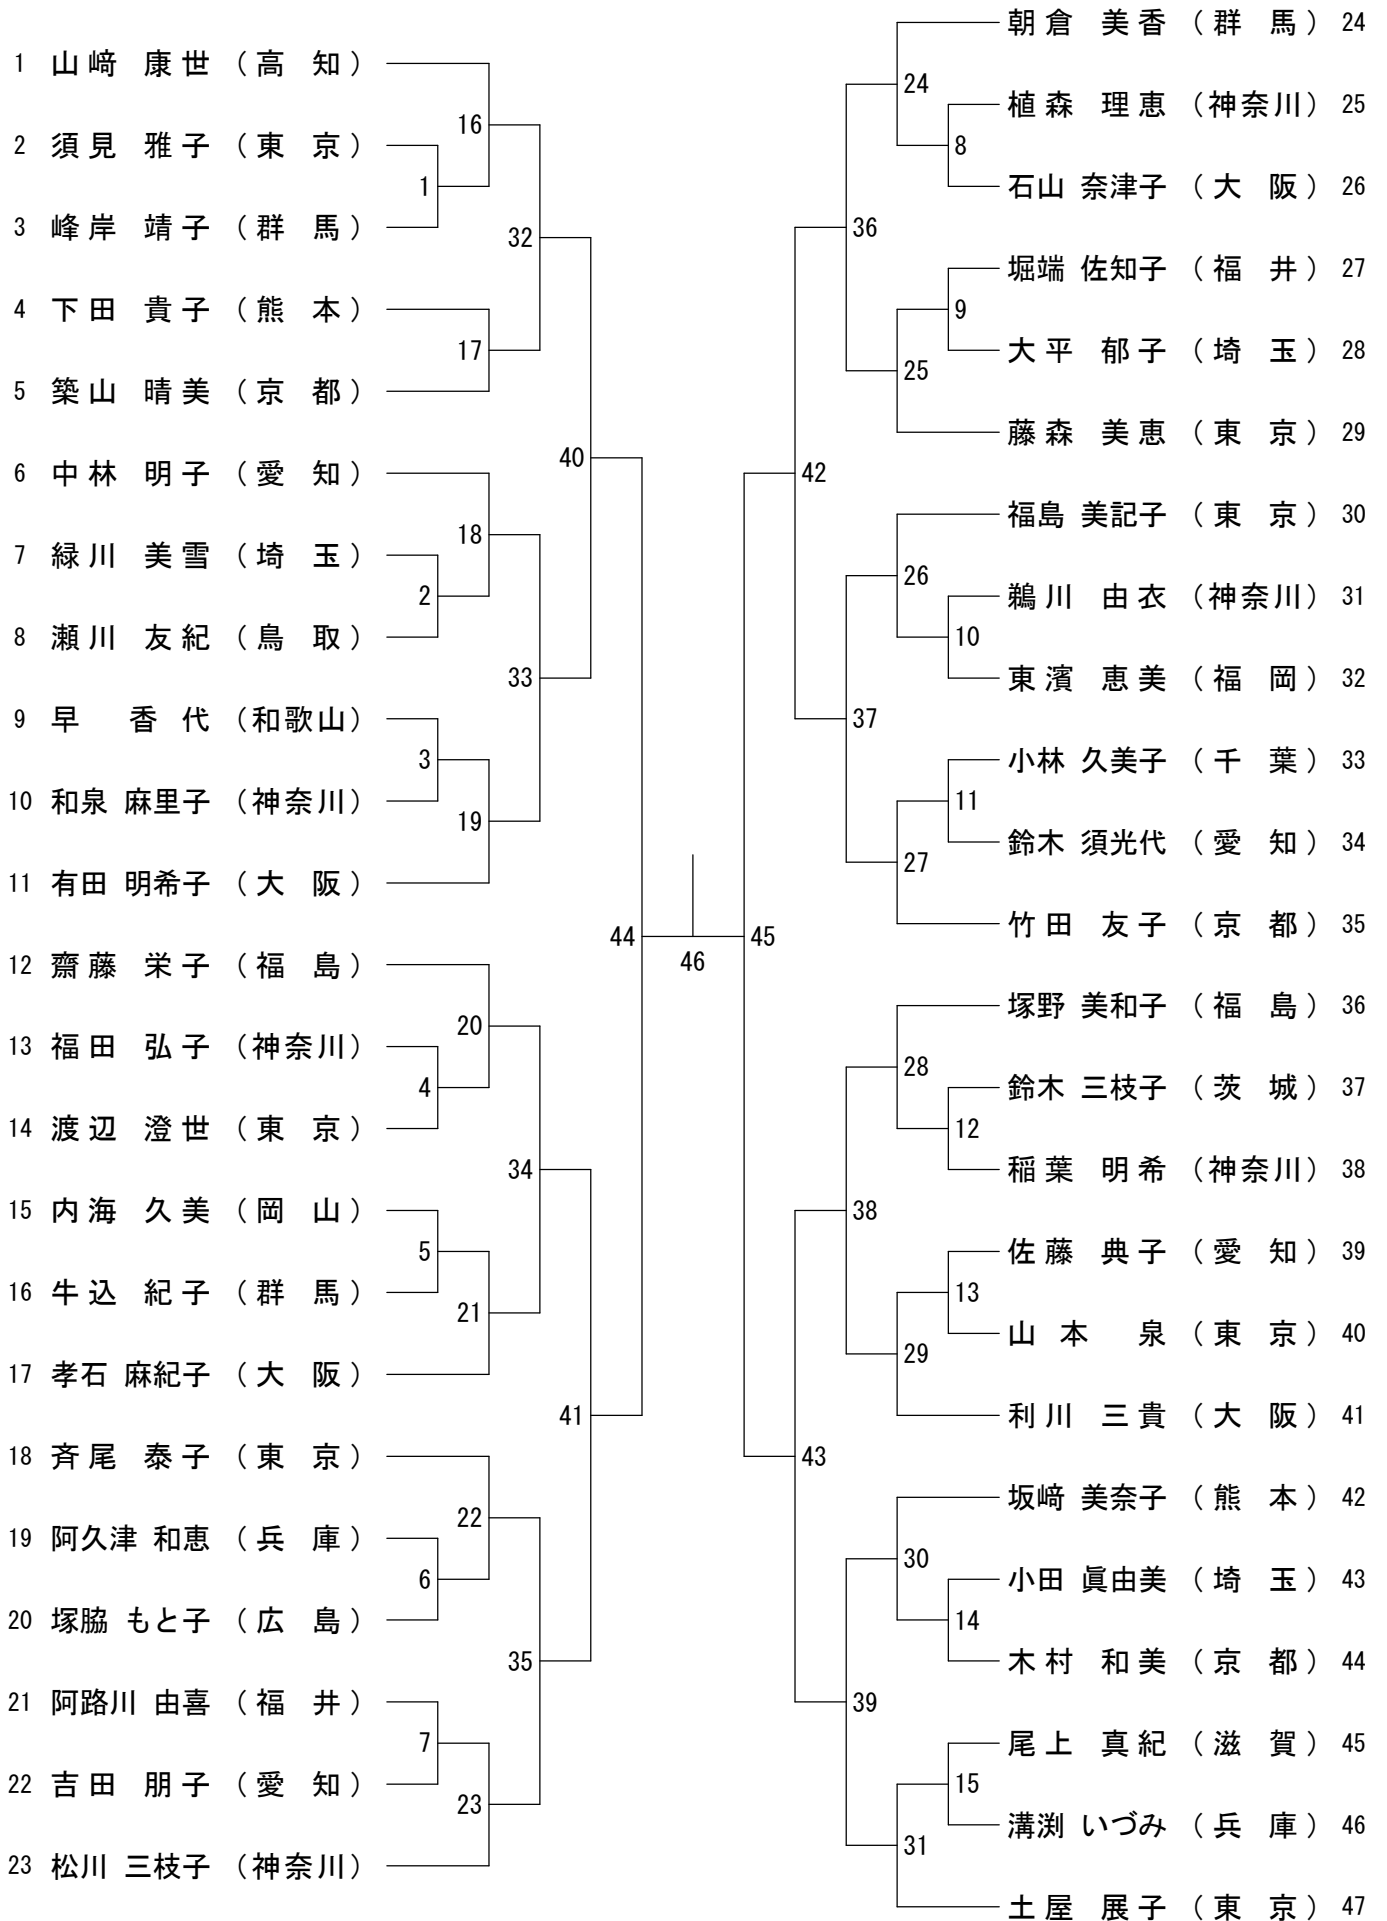 1 山﨑 康世 (高知)
2 須見 雅子 (東京)
3 峰岸 靖子 (群馬)
4 下田 貴子 (熊本)
5 築山 晴美 (京都)
6 中林 明子 (愛知)
7 緑川 美雪 (埼玉)
8 瀬川 友紀 (鳥取)
9 早 香代 (和歌山)
10 和泉 麻里子 (神奈川)
11 有田 明希子 (大阪)
12 齋藤 栄子 (福島)
13 福田 弘子 (神奈川)
14 渡辺 澄世 (東京)
15 内海 久美 (岡山)
16 牛込 紀子 (群馬)
17 孝石 麻紀子 (大阪)
18 斉尾 泰子 (東京)
19 阿久津 和恵 (兵庫)
20 塚脇 もと子 (広島)
21 阿路川 由喜 (福井)
22 吉田 朋子 (愛知)
23 松川 三枝子 (神奈川)
1
2
3
4
5
6
7
16
17
18
19
20
21
22
23
32
33
34
35
40
41
44
46
45
42
43
36
37
38
39
24
25
26
27
28
29
30
31
8
9
10
11
12
13
14
15
朝倉 美香 (群馬) 24
植森 理恵 (神奈川) 25
石山 奈津子 (大阪) 26
堀端 佐知子 (福井) 27
大平 郁子 (埼玉) 28
藤森 美恵 (東京) 29
福島 美記子 (東京) 30
鵜川 由衣 (神奈川) 31
東濱 恵美 (福岡) 32
小林 久美子 (千葉) 33
鈴木 須光代 (愛知) 34
竹田 友子 (京都) 35
塚野 美和子 (福島) 36
鈴木 三枝子 (茨城) 37
稲葉 明希 (神奈川) 38
佐藤 典子 (愛知) 39
山本 泉 (東京) 40
利川 三貴 (大阪) 41
坂﨑 美奈子 (熊本) 42
小田 眞由美 (埼玉) 43
木村 和美 (京都) 44
尾上 真紀 (滋賀) 45
溝渕 いづみ (兵庫) 46
土屋 展子 (東京) 47